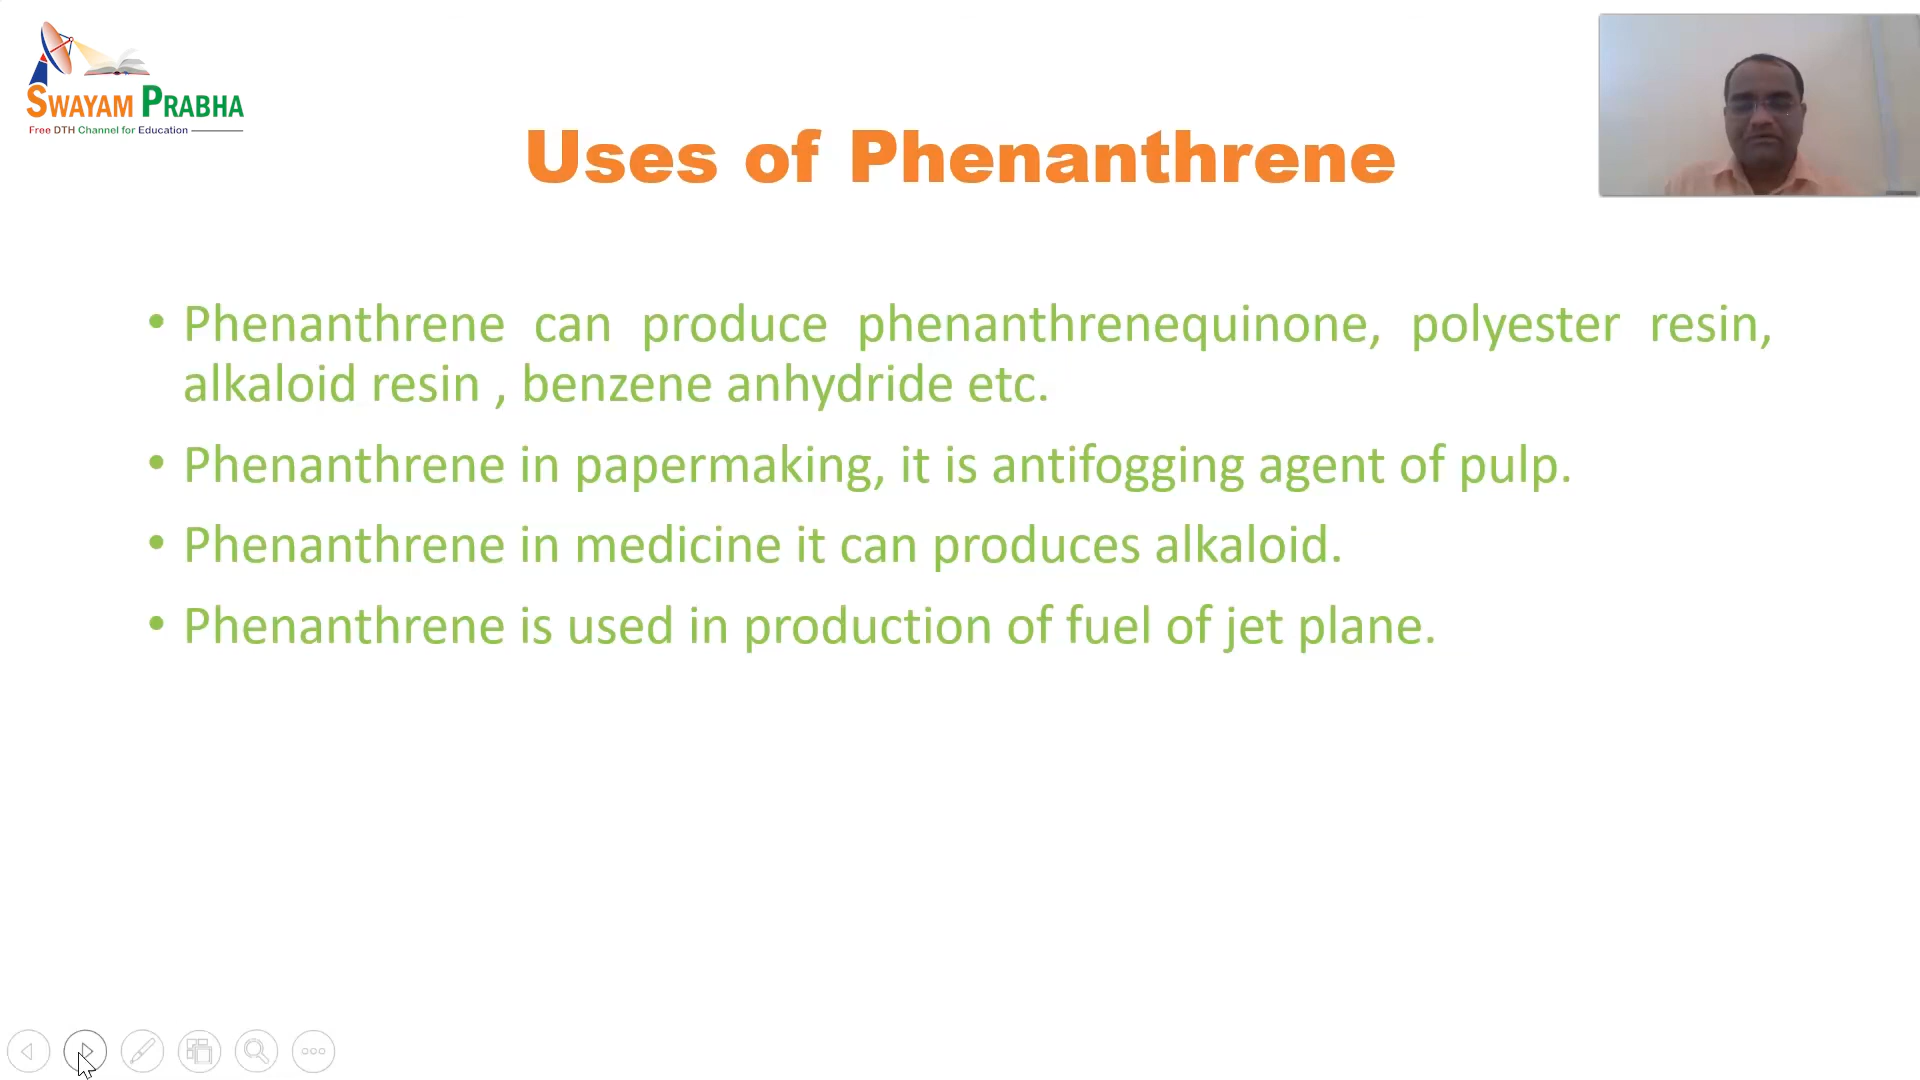 SWAYAM PRABHA
Free DTH Channel for Education
Uses of Phenanthrene
• Phenanthrene can produce phenanthrenequinone, polyester resin,
alkaloid resin , benzene anhydride etc.
• Phenanthrene in papermaking, it is antifogging agent of pulp.
• Phenanthrene in medicine it can produces alkaloid.
• Phenanthrene is used in production of fuel of jet plane.